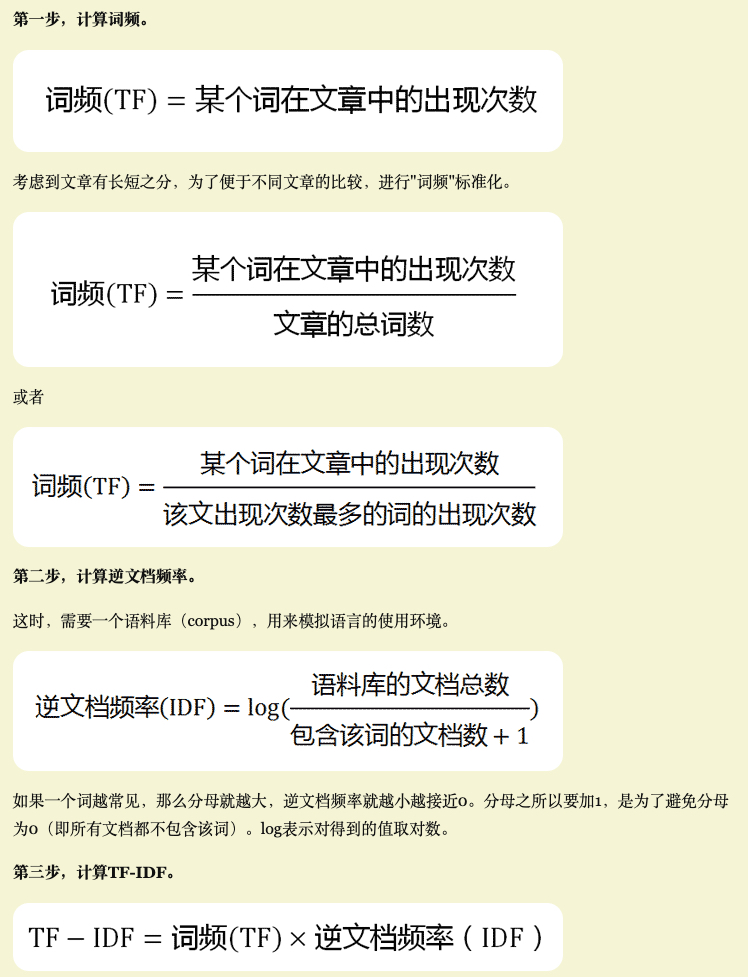 第一步，计算词频。
词频(TF) = 某个词在文章中的出现次数
考虑到文章有长短之分，为了便于不同文章的比较，进行"词频"标准化。
词频(TF) = 某个词在文章中的出现次数
文章的总词数
或者
词频(TF) = 某个词在文章中的出现次数
该文出现次数最多的词的出现次数
第二步，计算逆文档频率。
这时，需要一个语料库（corpus），用来模拟语言的使用环境。
逆文档频率(IDF) = log(语料库的文档总数
包含该词的文档数 + 1)
如果一个词越常见，那么分母就越大，逆文档频率就越小越接近0。分母之所以要加1，是为了避免分母
为0（即所有文档都不包含该词）。log表示对得到的值取对数。
第三步，计算TF-IDF。
TF − IDF = 词频(TF) × 逆文档频率（IDF）